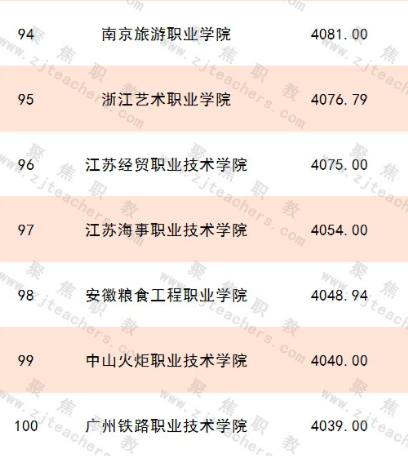 94 南京旅游职业学院 4081.00
95 浙江艺术职业学院 4076.79
96 江苏经贸职业技术学院 4075.00
97 江苏海事职业技术学院 4054.00
98 安徽粮食工程职业学院 4048.94
99 中山火炬职业技术学院 4040.00
100 广州铁路职业技术学院 4039.00
聚焦职教
www.zjteachers.com